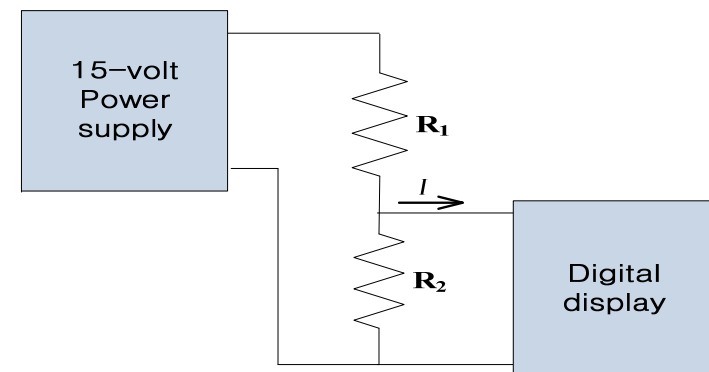 15-volt
Power
supply
R₁
I
R₂
Digital
display